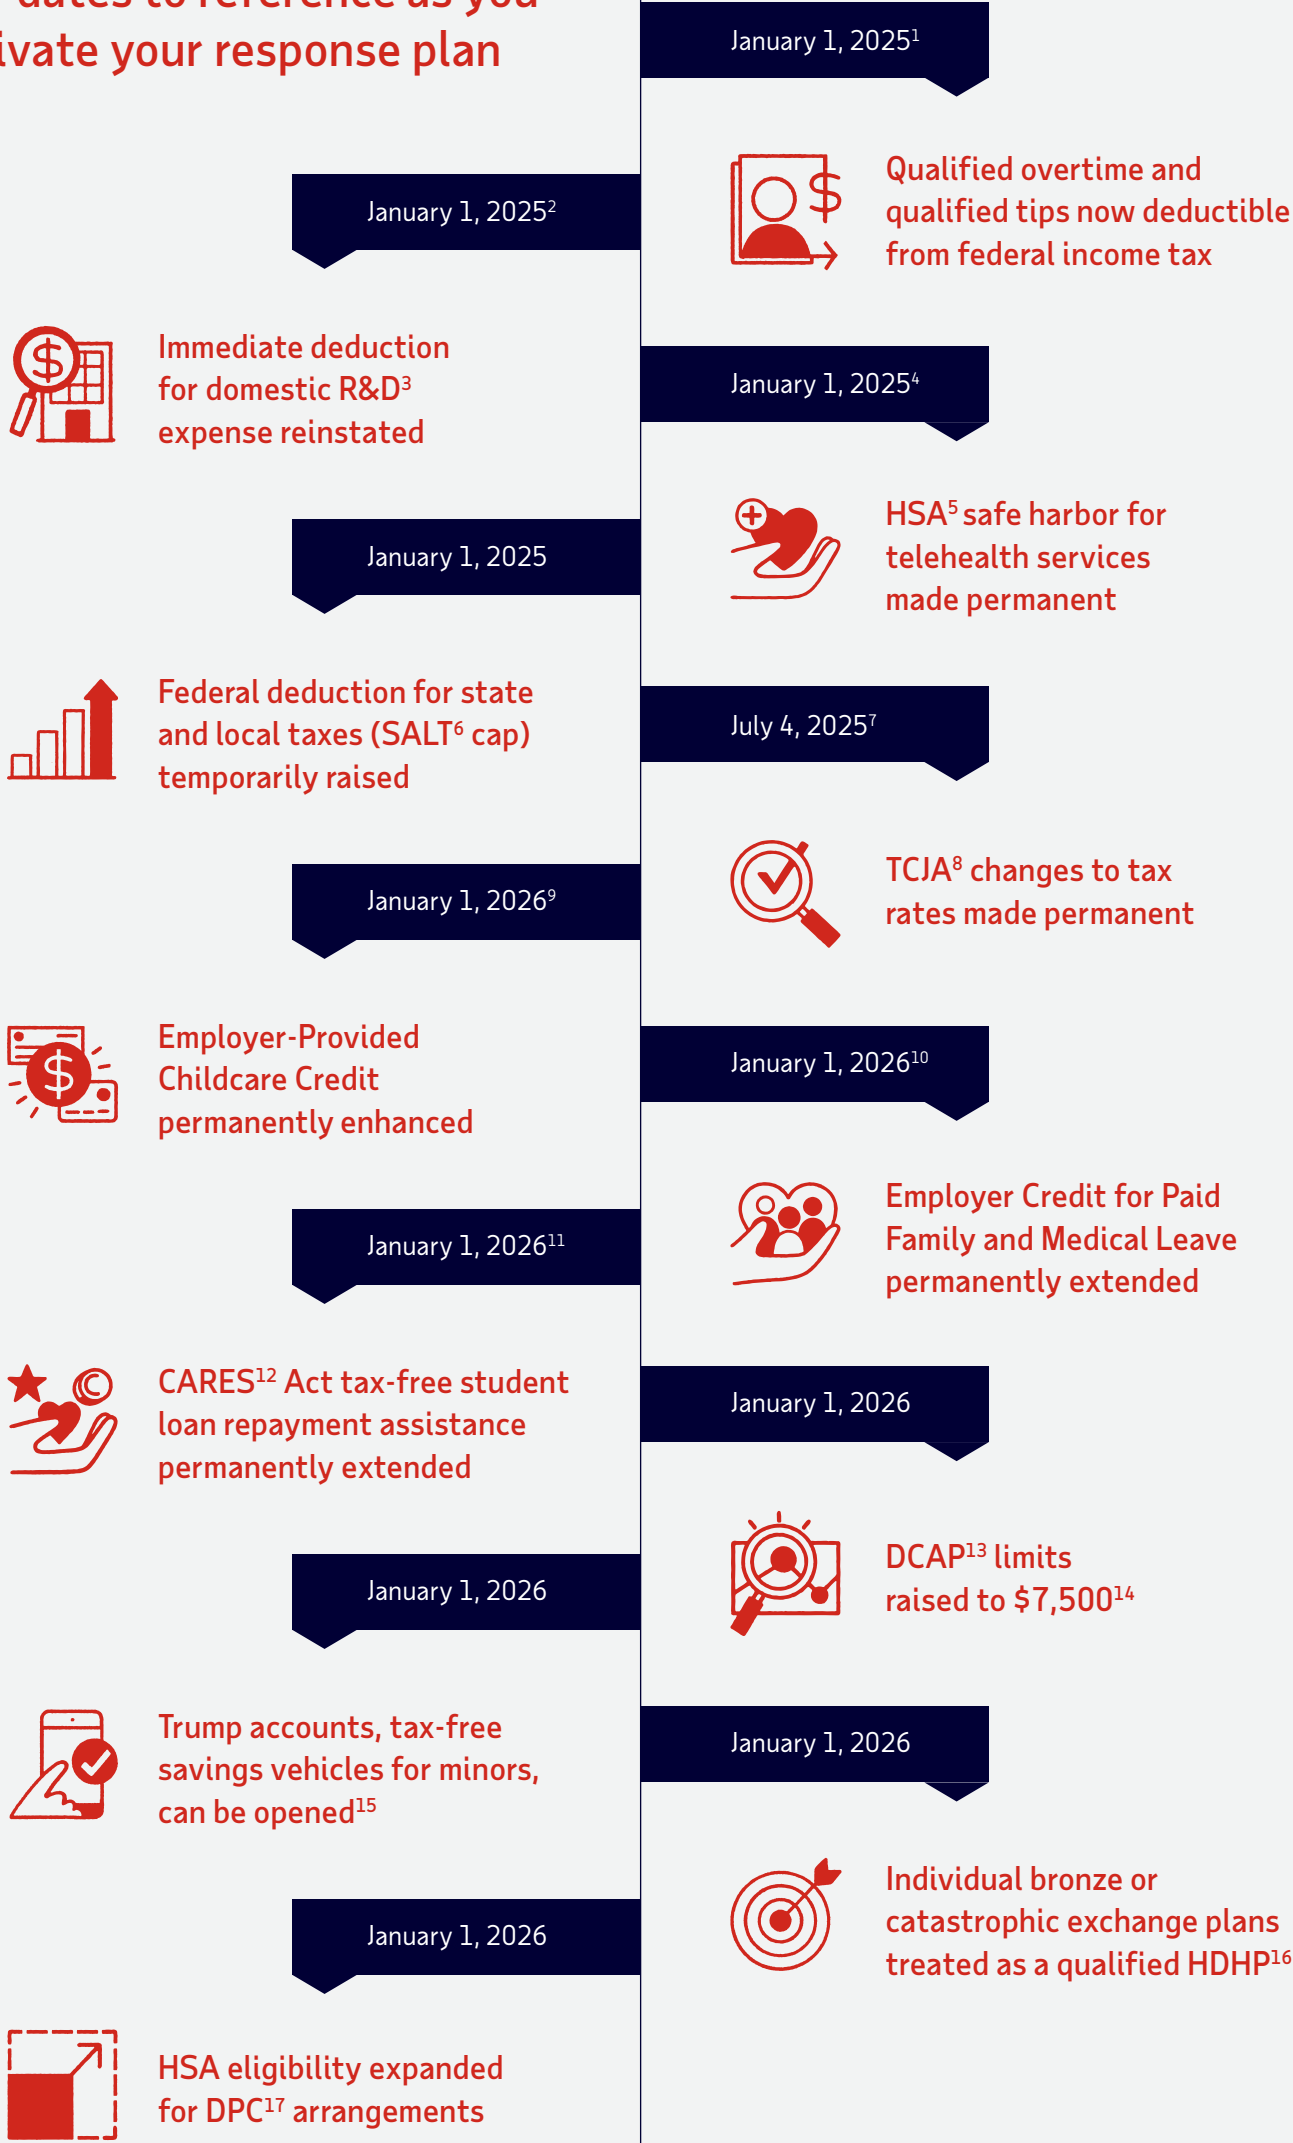 dates to reference as you
ivate your response plan
January 1, 2025¹
Qualified overtime and
qualified tips now deductible
from federal income tax
January 1, 2025²
Immediate deduction
for domestic R&D³
expense reinstated
January 1, 2025⁴
HSA⁵ safe harbor for
telehealth services
made permanent
January 1, 2025
Federal deduction for state
and local taxes (SALT⁶ cap)
temporarily raised
July 4, 2025⁷
TCJA⁸ changes to tax
rates made permanent
January 1, 2026⁹
Employer-Provided
Childcare Credit
permanently enhanced
January 1, 2026¹⁰
Employer Credit for Paid
Family and Medical Leave
permanently extended
January 1, 2026¹¹
CARES¹² Act tax-free student
loan repayment assistance
permanently extended
January 1, 2026
DCAP¹³ limits
raised to $7,500¹⁴
January 1, 2026
Trump accounts, tax-free
savings vehicles for minors,
can be opened¹⁵
January 1, 2026
Individual bronze or
catastrophic exchange plans
treated as a qualified HDHP¹⁶
January 1, 2026
HSA eligibility expanded
for DPC¹⁷ arrangements